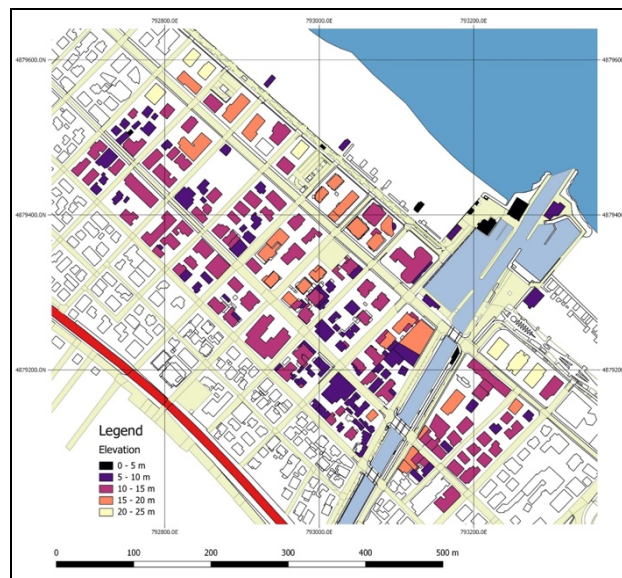 792800.0E 793000.0E 793200.0E
4879600.0N 4879600.0N
4879400.0N 4879400.0N
4879200.0N 4879200.0N
Legend
Elevation
0 - 5 m
5 - 10 m
10 - 15 m
15 - 20 m
20 - 25 m
792800.0E 793000.0E 793200.0E
0 100 200 300 400 500 m